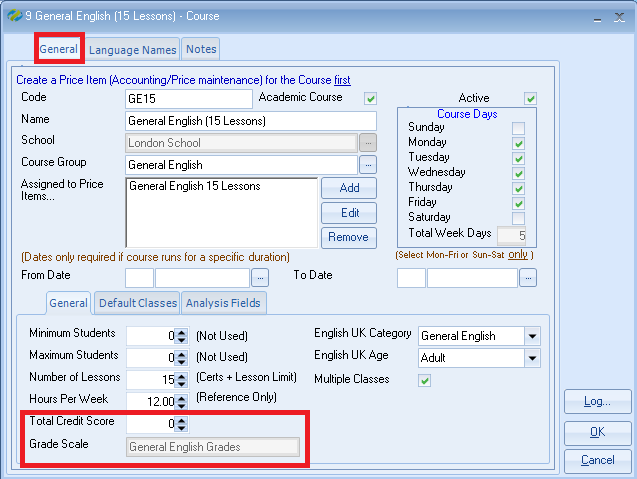 9 General English (15 Lessons) - Course
General
Language Names
Notes
Create a Price Item (Accounting/Price maintenance) for the Course first
Code
GE15
Academic Course
Active
Name
General English (15 Lessons)
School
London School
...
Course Group
General English
...
Assigned to Price Items...
General English 15 Lessons
Add
Edit
Remove
Course Days
Sunday
Monday
Tuesday
Wednesday
Thursday
Friday
Saturday
Total Week Days 5
(Select Mon-Fri or Sun-Sat only )
(Dates only required if course runs for a specific duration)
From Date
...
To Date
...
General
Default Classes
Analysis Fields
Minimum Students 0 (Not Used)
Maximum Students 0 (Not Used)
Number of Lessons 15 (Certs + Lesson Limit)
Hours Per Week 12.00 (Reference Only)
Total Credit Score 0
Grade Scale General English Grades
English UK Category General English
English UK Age Adult
Multiple Classes
Log...
OK
Cancel